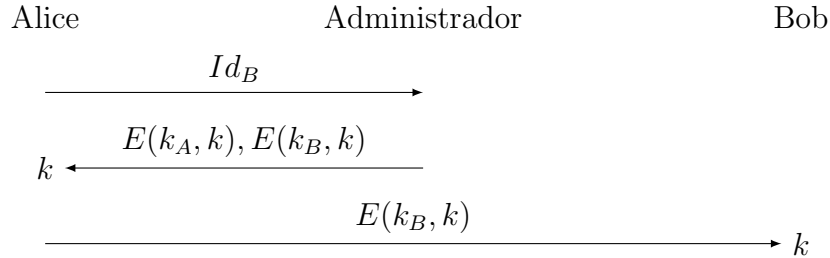 Alice Administrador Bob
Id_B
E(k_A, k), E(k_B, k)
k
E(k_B, k)
k